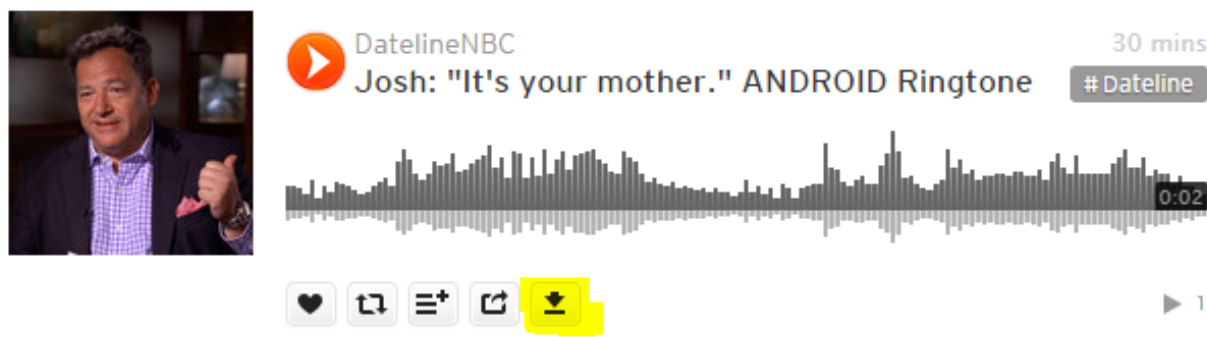 DatelineNBC
30 mins
Josh: "It's your mother." ANDROID Ringtone
# Dateline
0:02
1